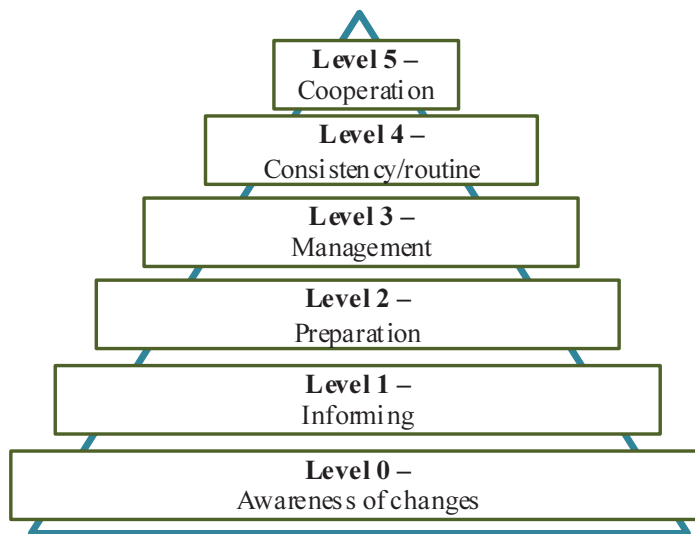 Level 5 –
Cooperation
Level 4 –
Consistency/routine
Level 3 –
Management
Level 2 –
Preparation
Level 1 –
Informing
Level 0 –
Awareness of changes